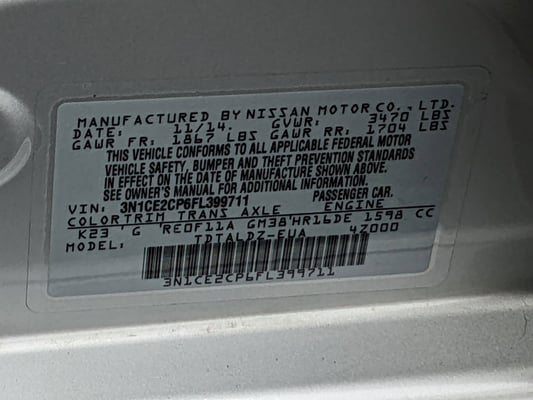 MANUFACTURED BY NISSAN MOTOR CO., LTD.
DATE: 11/14. GVWR: 3470 LBS
GAWR FR: 1867 LBS GAWR RR: 1704 LBS
THIS VEHICLE CONFORMS TO ALL APPLICABLE FEDERAL MOTOR
VEHICLE SAFETY, BUMPER AND THEFT PREVENTION STANDARDS
IN EFFECT ON THE DATE OF MANUFACTURE SHOWN ABOVE. SEE
OWNER'S MANUAL FOR ADDITIONAL INFORMATION.
VIN: 3N1CE2CP6FL399711 PASSENGER CAR.
COLOR TRIM TRANS AXLE ENGINE
K23 G RE0F11A GM38 HR16DE 1598 CC
MODEL: TDTALDZ-EUA 4Z000
3N1CE2CP6FL399711